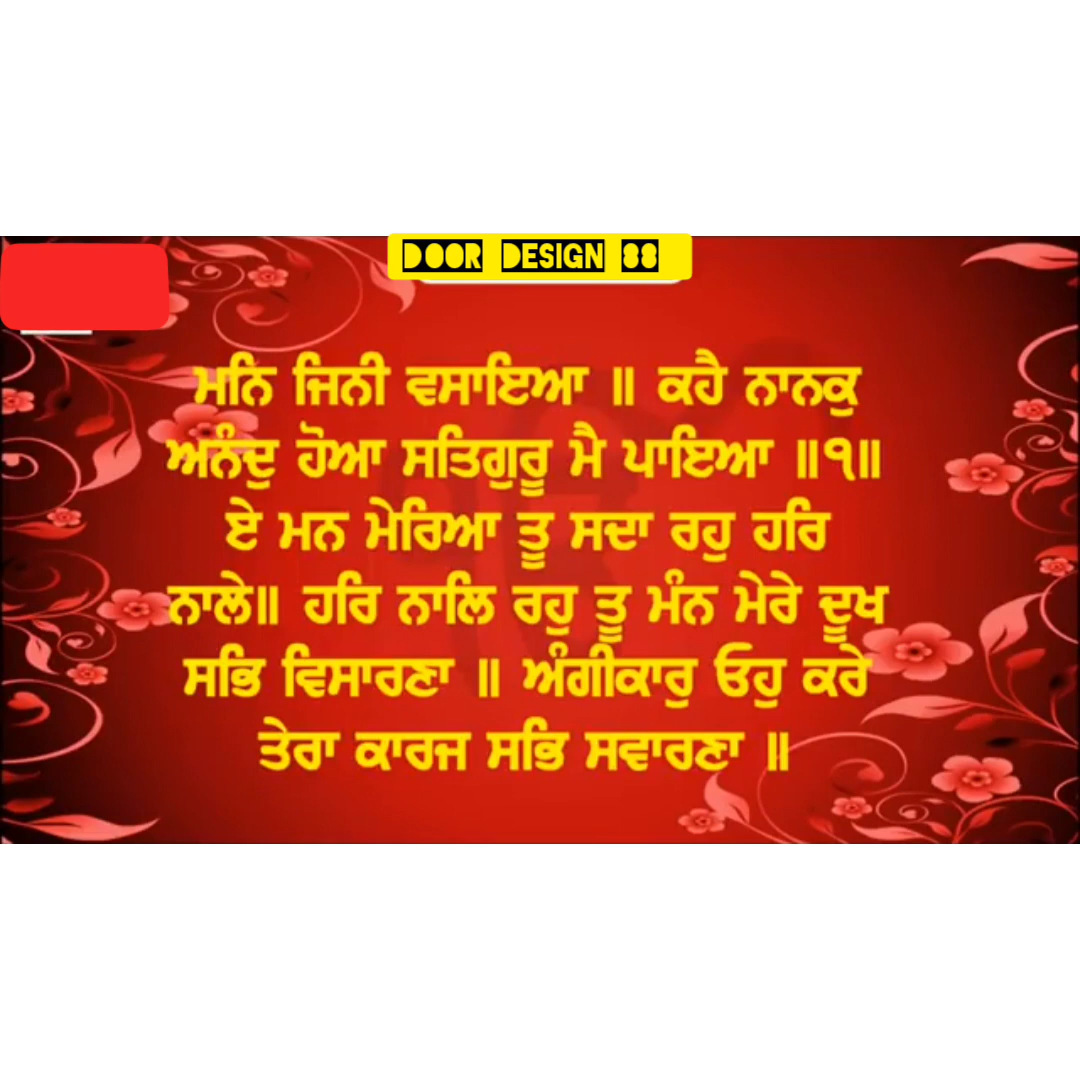 DOOR DESIGN 88
ਮਨਿ ਜਿਨੀ ਵਸਾਇਆ ॥ ਕਹੈ ਨਾਨਕੁ
ਅਨੰਦੁ ਹੋਆ ਸਤਿਗੁਰੂ ਮੈ ਪਾਇਆ ॥੧॥
ਏ ਮਨ ਮੇਰਿਆ ਤੂ ਸਦਾ ਰਹੁ ਹਰਿ
ਨਾਲੇ॥ ਹਰਿ ਨਾਲਿ ਰਹੁ ਤੂ ਮੰਨ ਮੇਰੇ ਦੂਖ
ਸਭਿ ਵਿਸਾਰਣਾ ॥ ਅੰਗੀਕਾਰੁ ਓਹੁ ਕਰੇ
ਤੇਰਾ ਕਾਰਜ ਸਭਿ ਸਵਾਰਣਾ ॥